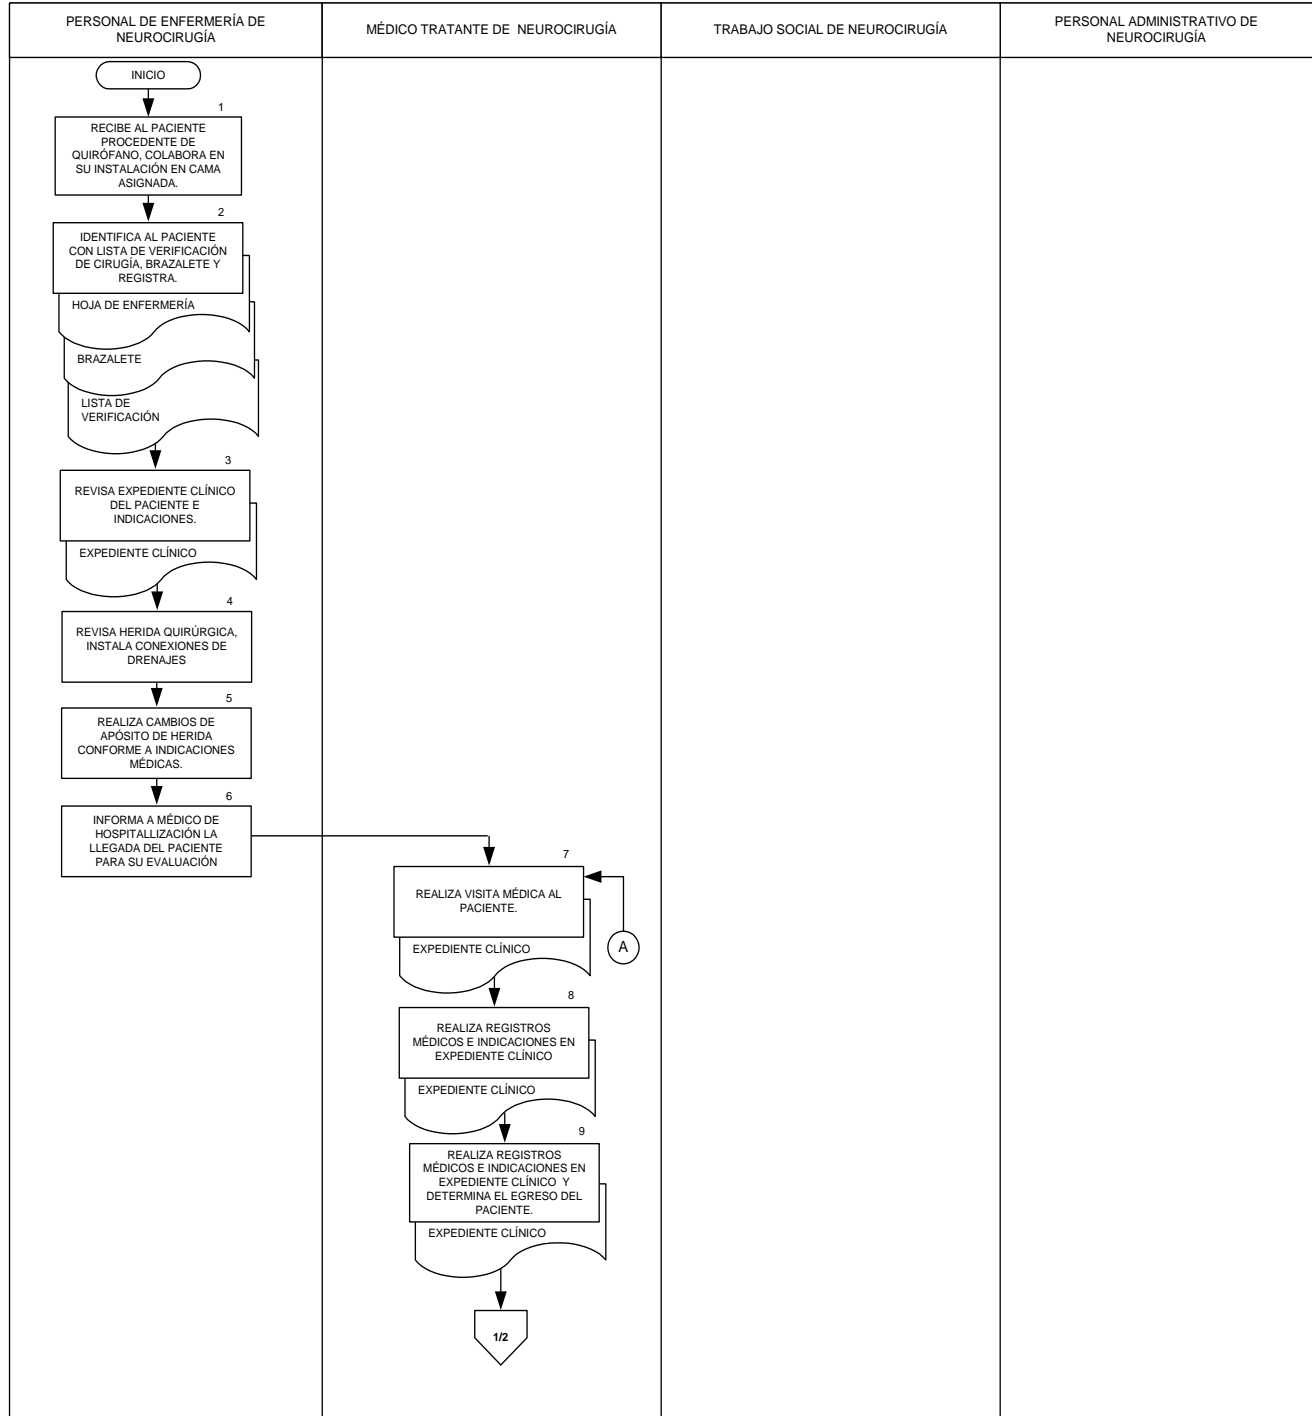 PERSONAL DE ENFERMERÍA DE
NEUROCIRUGÍA
MÉDICO TRATANTE DE NEUROCIRUGÍA
TRABAJO SOCIAL DE NEUROCIRUGÍA
PERSONAL ADMINISTRATIVO DE
NEUROCIRUGÍA
INICIO
1
RECIBE AL PACIENTE
PROCEDENTE DE
QUIRÓFANO, COLABORA EN
SU INSTALACIÓN EN CAMA
ASIGNADA.
2
IDENTIFICA AL PACIENTE
CON LISTA DE VERIFICACIÓN
DE CIRUGÍA, BRAZALETE Y
REGISTRA.
HOJA DE ENFERMERÍA
BRAZALETE
LISTA DE
VERIFICACIÓN
3
REVISA EXPEDIENTE CLÍNICO
DEL PACIENTE E
INDICACIONES.
EXPEDIENTE CLÍNICO
4
REVISA HERIDA QUIRÚRGICA,
INSTALA CONEXIONES DE
DRENAJES
5
REALIZA CAMBIOS DE
APÓSITO DE HERIDA
CONFORME A INDICACIONES
MÉDICAS.
6
INFORMA A MÉDICO DE
HOSPITALLIZACIÓN LA
LLEGADA DEL PACIENTE
PARA SU EVALUACIÓN
7
REALIZA VISITA MÉDICA AL
PACIENTE.
EXPEDIENTE CLÍNICO
A
8
REALIZA REGISTROS
MÉDICOS E INDICACIONES EN
EXPEDIENTE CLÍNICO
EXPEDIENTE CLÍNICO
9
REALIZA REGISTROS
MÉDICOS E INDICACIONES EN
EXPEDIENTE CLÍNICO Y
DETERMINA EL EGRESO DEL
PACIENTE.
EXPEDIENTE CLÍNICO
1/2